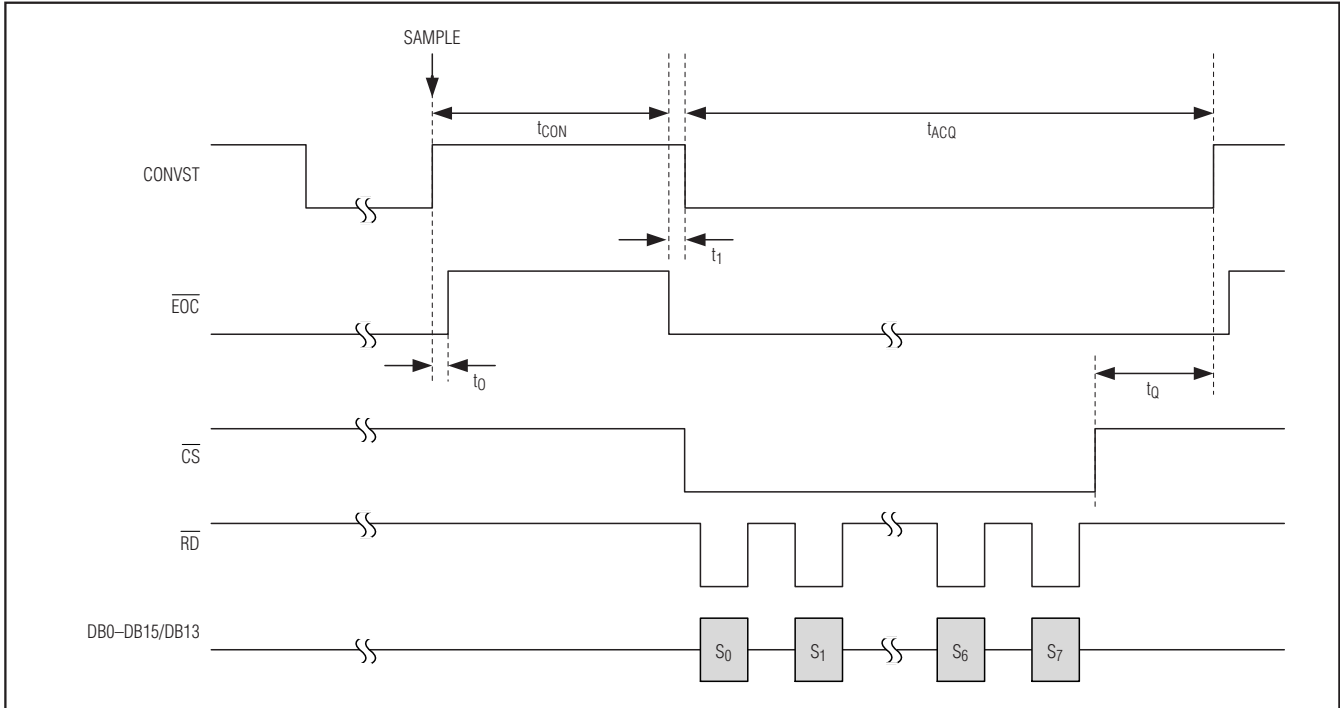 SAMPLE
tCON
tACQ
CONVST
t1
EOC
t0
tQ
CS
RD
DB0–DB15/DB13
S0
S1
S6
S7